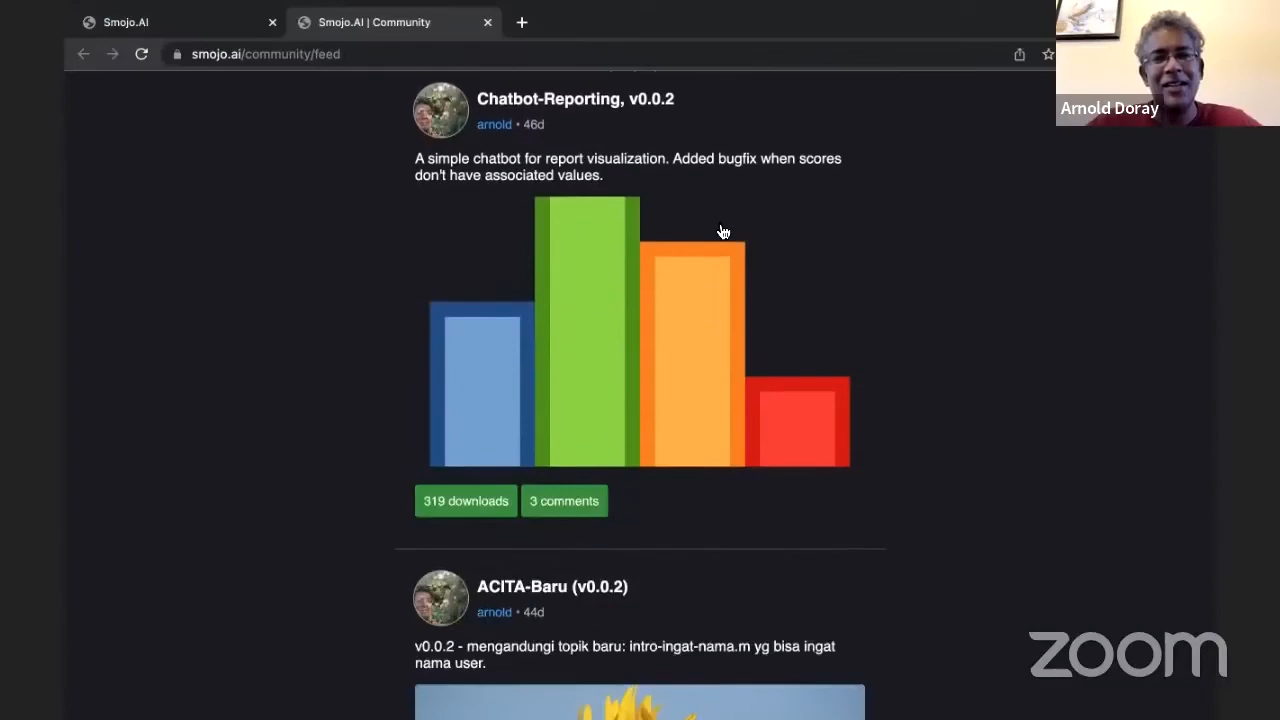 Smojo.AI
Smojo.AI | Community
smojo.ai/community/feed
Arnold Doray
Chatbot-Reporting, v0.0.2
arnold • 46d
A simple chatbot for report visualization. Added bugfix when scores
don't have associated values.
319 downloads
3 comments
ACITA-Baru (v0.0.2)
arnold • 44d
v0.0.2 - mengandungi topik baru: intro-ingat-nama.m yg bisa ingat
nama user.
zoom